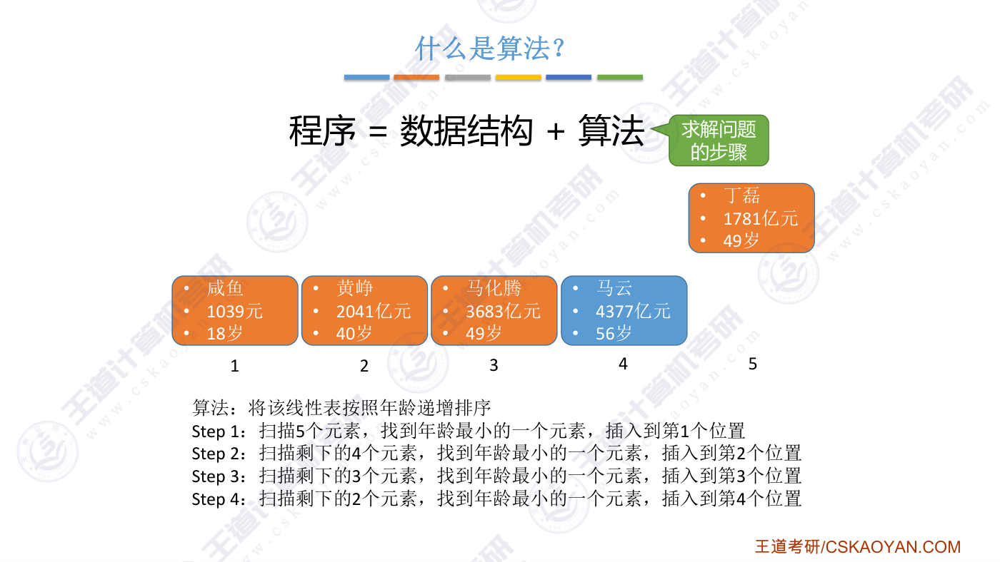 什么是算法？
程序 = 数据结构 + 算法
求解问题
的步骤
• 丁磊
• 1781亿元
• 49岁
• 咸鱼
• 1039元
• 18岁
• 黄峥
• 2041亿元
• 40岁
• 马化腾
• 3683亿元
• 49岁
• 马云
• 4377亿元
• 56岁
1
2
3
4
5
算法：将该线性表按照年龄递增排序
Step 1：扫描5个元素，找到年龄最小的一个元素，插入到第1个位置
Step 2：扫描剩下的4个元素，找到年龄最小的一个元素，插入到第2个位置
Step 3：扫描剩下的3个元素，找到年龄最小的一个元素，插入到第3个位置
Step 4：扫描剩下的2个元素，找到年龄最小的一个元素，插入到第4个位置
王道考研/CSKAOYAN.COM
王道计算机考研
www.cskaoyan.com